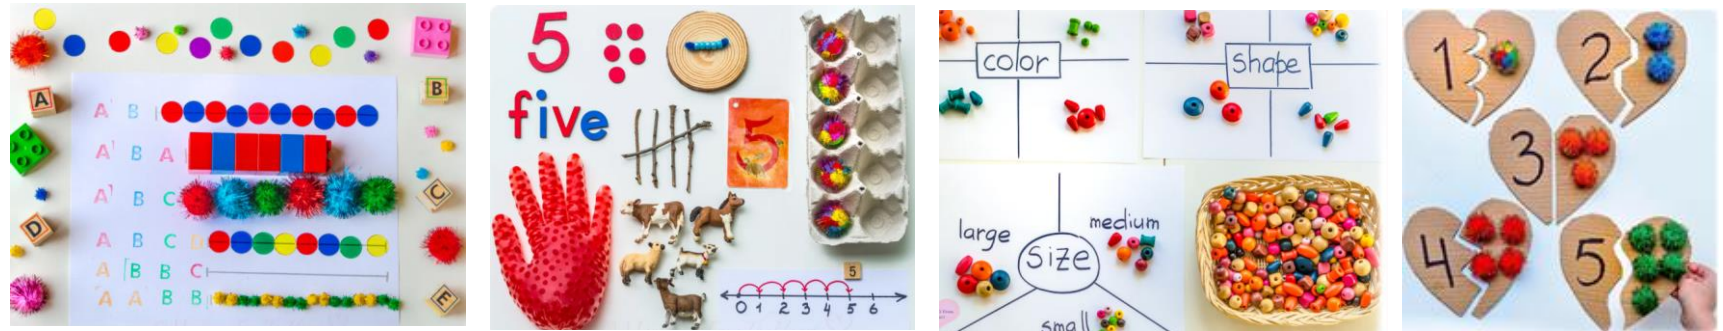 A
B
A B
A B A
A B C
C
D
A B C D
A B B C
A A B B
E
5
five
5
5
0 1 2 3 4 5 6
color
shape
large
medium
size
small
1
2
3
4
5